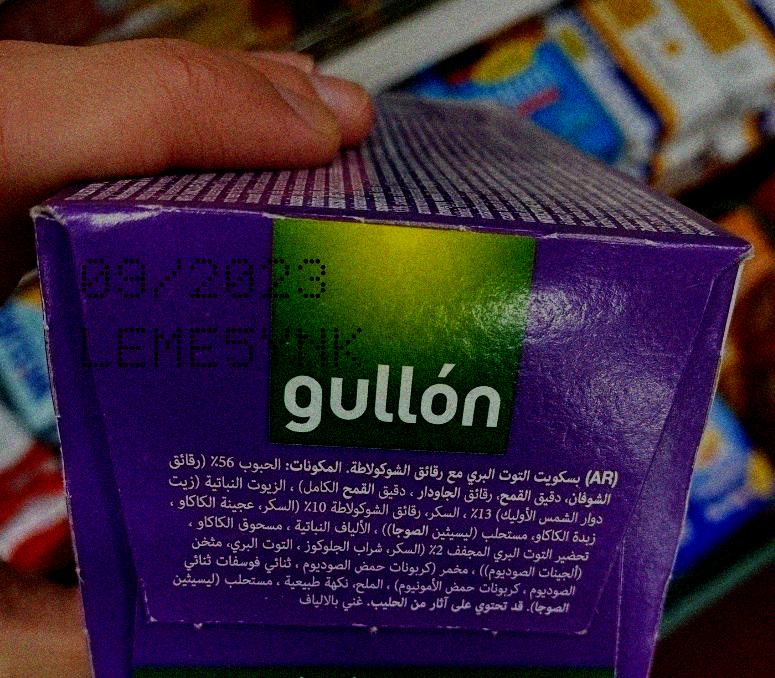 09/2023
LEME5YNK
gullón
(AR) بسكويت التوت البري مع رقائق الشوكولاطة. المكونات: الحبوب 56٪ (رقائق
الشوفان، دقيق القمح، رقائق الجاودار ، دقيق القمح الكامل) ، الزيوت النباتية (زيت
دوار الشمس الأوليك) 13٪ ، السكر، رقائق الشوكولاطة 10٪ (السكر، عجينة الكاكاو ،
زبدة الكاكاو، مستحلب (ليسيثين الصوجا)) ، الألياف النباتية ، مسحوق الكاكاو ،
تحضير التوت البري المجفف 2٪ (السكر، شراب الجلوكوز ، التوت البري، مثخن
(ألجينات الصوديوم)) ، مخمر (كربونات حمض الصوديوم ، ثنائي فوسفات ثنائي
الصوديوم ، كربونات حمض الأمونيوم) ، الملح، نكهة طبيعية ، مستحلب (ليسيثين
الصوجا). قد تحتوي على آثار من الحليب. غني بالالياف